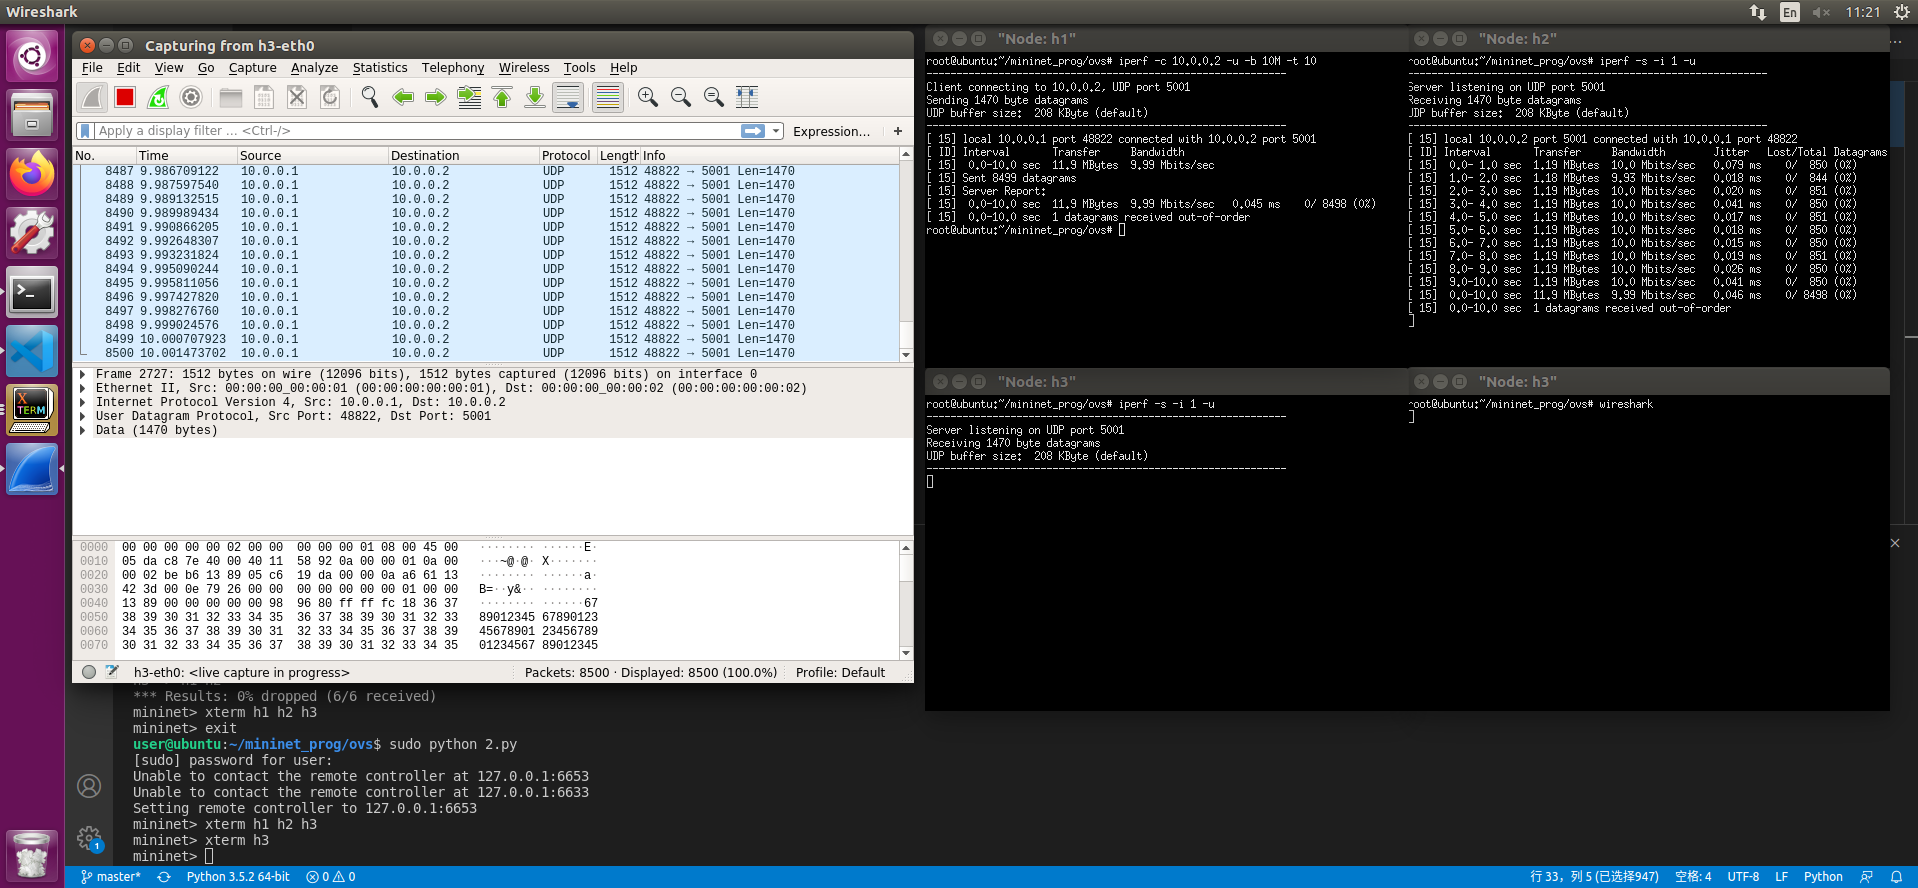 Wireshark
En
11:21
Capturing from h3-eth0
File Edit View Go Capture Analyze Statistics Telephony Wireless Tools Help
Apply a display filter ... <Ctrl-/>
Expression... +
No. Time Source Destination Protocol Length Info
8487 9.986709122 10.0.0.1 10.0.0.2 UDP 1512 48822 → 5001 Len=1470
8488 9.987597540 10.0.0.1 10.0.0.2 UDP 1512 48822 → 5001 Len=1470
8489 9.989132515 10.0.0.1 10.0.0.2 UDP 1512 48822 → 5001 Len=1470
8490 9.989989434 10.0.0.1 10.0.0.2 UDP 1512 48822 → 5001 Len=1470
8491 9.990866205 10.0.0.1 10.0.0.2 UDP 1512 48822 → 5001 Len=1470
8492 9.992648307 10.0.0.1 10.0.0.2 UDP 1512 48822 → 5001 Len=1470
8493 9.993231824 10.0.0.1 10.0.0.2 UDP 1512 48822 → 5001 Len=1470
8494 9.995090244 10.0.0.1 10.0.0.2 UDP 1512 48822 → 5001 Len=1470
8495 9.995811056 10.0.0.1 10.0.0.2 UDP 1512 48822 → 5001 Len=1470
8496 9.997427820 10.0.0.1 10.0.0.2 UDP 1512 48822 → 5001 Len=1470
8497 9.998276760 10.0.0.1 10.0.0.2 UDP 1512 48822 → 5001 Len=1470
8498 9.999024576 10.0.0.1 10.0.0.2 UDP 1512 48822 → 5001 Len=1470
8499 10.000707923 10.0.0.1 10.0.0.2 UDP 1512 48822 → 5001 Len=1470
8500 10.001473702 10.0.0.1 10.0.0.2 UDP 1512 48822 → 5001 Len=1470
Frame 2727: 1512 bytes on wire (12096 bits), 1512 bytes captured (12096 bits) on interface 0
Ethernet II, Src: 00:00:00_00:00:01 (00:00:00:00:00:01), Dst: 00:00:00_00:00:02 (00:00:00:00:00:02)
Internet Protocol Version 4, Src: 10.0.0.1, Dst: 10.0.0.2
User Datagram Protocol, Src Port: 48822, Dst Port: 5001
Data (1470 bytes)
0000 00 00 00 00 00 02 00 00 00 00 00 01 08 00 45 00 ········ ······E·
0010 05 da c8 7e 40 00 40 11 58 92 0a 00 00 01 0a 00 ···~@·@· X·······
0020 00 02 be b6 13 89 05 c6 19 da 00 00 0a a6 61 13 ········ ······a·
0030 42 3d 00 0e 79 26 00 00 00 00 00 00 01 00 00 00 B=··y&·· ········
0040 13 89 00 00 00 00 00 98 96 80 ff ff fc 18 36 37 ········ ······67
0050 38 39 30 31 32 33 34 35 36 37 38 39 30 31 32 33 89012345 67890123
0060 34 35 36 37 38 39 30 31 32 33 34 35 36 37 38 39 45678901 23456789
0070 30 31 32 33 34 35 36 37 38 39 30 31 32 33 34 35 01234567 89012345
h3-eth0: <live capture in progress> Packets: 8500 · Displayed: 8500 (100.0%) Profile: Default
"Node: h1"
root@ubuntu:~/mininet_prog/ovs# iperf -c 10.0.0.2 -u -b 10M -t 10
------------------------------------------------------------
Client connecting to 10.0.0.2, UDP port 5001
Sending 1470 byte datagrams
UDP buffer size: 208 KByte (default)
------------------------------------------------------------
[ 15] local 10.0.0.1 port 48822 connected with 10.0.0.2 port 5001
[ ID] Interval Transfer Bandwidth
[ 15] 0.0-10.0 sec 11.9 MBytes 9.99 Mbits/sec
[ 15] Sent 8499 datagrams
[ 15] Server Report:
[ 15] 0.0-10.0 sec 11.9 MBytes 9.99 Mbits/sec 0.045 ms 0/ 8498 (0%)
[ 15] 0.0-10.0 sec 1 datagrams received out-of-order
root@ubuntu:~/mininet_prog/ovs#
"Node: h2"
root@ubuntu:~/mininet_prog/ovs# iperf -s -i 1 -u
------------------------------------------------------------
Server listening on UDP port 5001
Receiving 1470 byte datagrams
UDP buffer size: 208 KByte (default)
------------------------------------------------------------
[ 15] local 10.0.0.2 port 5001 connected with 10.0.0.1 port 48822
[ ID] Interval Transfer Bandwidth Jitter Lost/Total Datagrams
[ 15] 0.0- 1.0 sec 1.19 MBytes 10.0 Mbits/sec 0.079 ms 0/ 850 (0%)
[ 15] 1.0- 2.0 sec 1.18 MBytes 9.93 Mbits/sec 0.018 ms 0/ 844 (0%)
[ 15] 2.0- 3.0 sec 1.19 MBytes 10.0 Mbits/sec 0.020 ms 0/ 851 (0%)
[ 15] 3.0- 4.0 sec 1.19 MBytes 10.0 Mbits/sec 0.041 ms 0/ 850 (0%)
[ 15] 4.0- 5.0 sec 1.19 MBytes 10.0 Mbits/sec 0.017 ms 0/ 851 (0%)
[ 15] 5.0- 6.0 sec 1.19 MBytes 10.0 Mbits/sec 0.018 ms 0/ 850 (0%)
[ 15] 6.0- 7.0 sec 1.19 MBytes 10.0 Mbits/sec 0.015 ms 0/ 850 (0%)
[ 15] 7.0- 8.0 sec 1.19 MBytes 10.0 Mbits/sec 0.056 ms 0/ 851 (0%)
[ 15] 8.0- 9.0 sec 1.19 MBytes 10.0 Mbits/sec 0.026 ms 0/ 850 (0%)
[ 15] 9.0-10.0 sec 1.19 MBytes 10.0 Mbits/sec 0.041 ms 0/ 850 (0%)
[ 15] 0.0-10.0 sec 11.9 MBytes 9.99 Mbits/sec 0.046 ms 0/ 8498 (0%)
[ 15] 0.0-10.0 sec 1 datagrams received out-of-order
"Node: h3"
root@ubuntu:~/mininet_prog/ovs# iperf -s -i 1 -u
------------------------------------------------------------
Server listening on UDP port 5001
Receiving 1470 byte datagrams
UDP buffer size: 208 KByte (default)
------------------------------------------------------------
"Node: h3"
root@ubuntu:~/mininet_prog/ovs# wireshark
X TERM
*** Results: 0% dropped (6/6 received)
mininet> xterm h1 h2 h3
mininet> exit
user@ubuntu:~/mininet_prog/ovs$ sudo python 2.py
[sudo] password for user:
Unable to contact the remote controller at 127.0.0.1:6653
Unable to contact the remote controller at 127.0.0.1:6633
Setting remote controller to 127.0.0.1:6653
mininet> xterm h1 h2 h3
mininet> xterm h3
mininet>
1
master* Python 3.5.2 64-bit 0 0 行 33，列 5 (已选择947) 空格: 4 UTF-8 LF Python